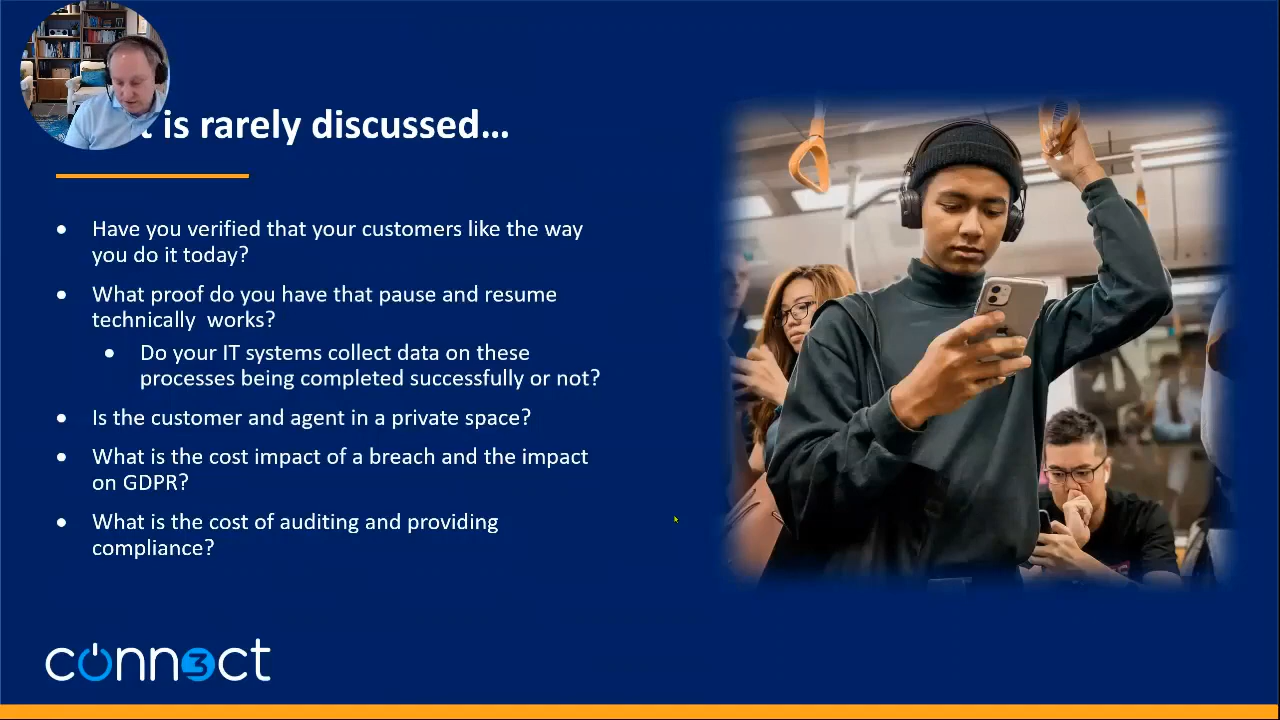 t is rarely discussed...
Have you verified that your customers like the way
you do it today?
What proof do you have that pause and resume
technically works?
Do your IT systems collect data on these
processes being completed successfully or not?
Is the customer and agent in a private space?
What is the cost impact of a breach and the impact
on GDPR?
What is the cost of auditing and providing
compliance?
conn3ct